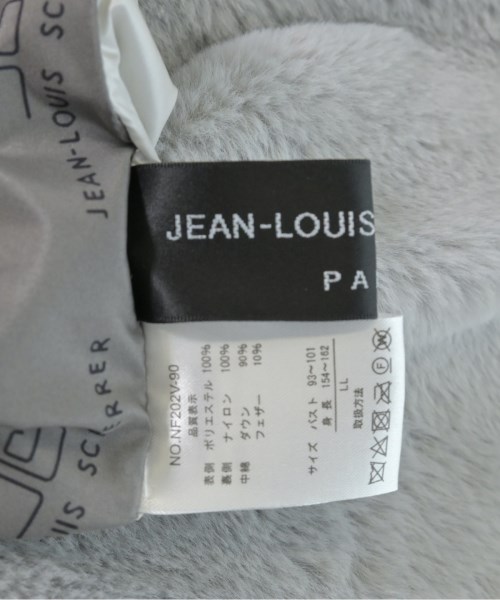 JEAN-LOUIS SC
JEAN-LOUIS
PA
SCHERRER
UIS SC
NO.NF202V-90
品質表示
表側 ポリエステル 100%
裏側 ナイロン 100%
中綿 ダウン 90%
フェザー 10%
サイズ バスト 93～101
身長 154～162
LL
取扱方法